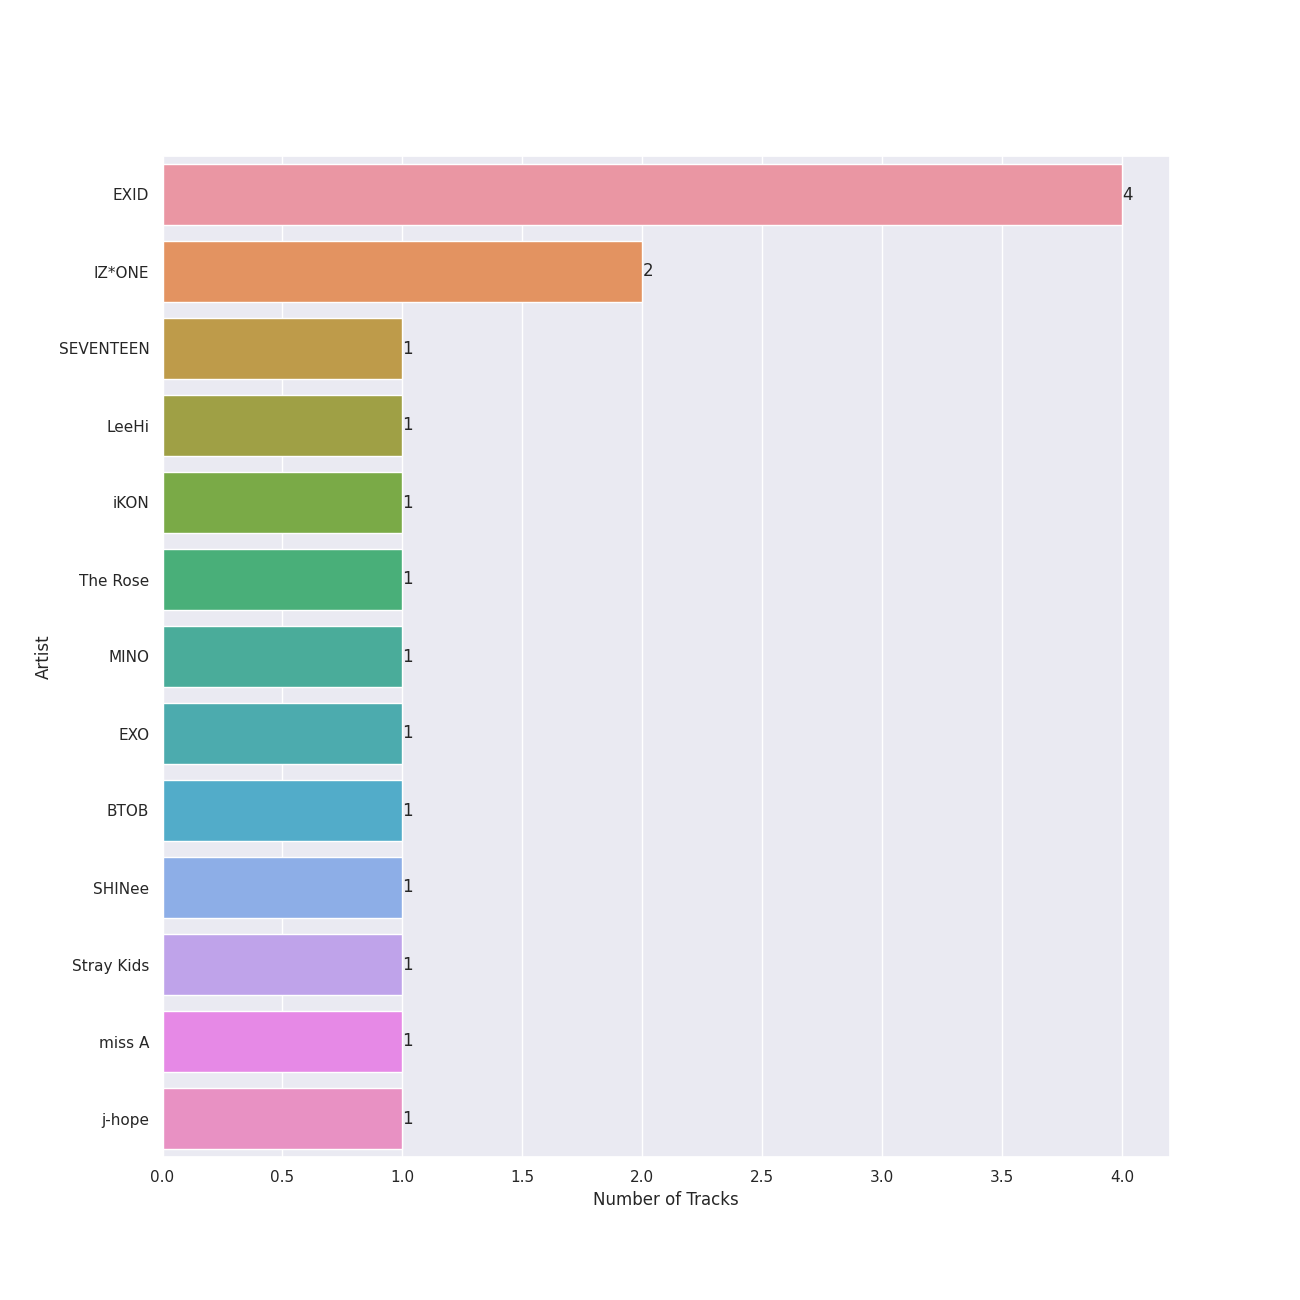 EXID
4
IZ*ONE
2
SEVENTEEN
1
LeeHi
1
iKON
1
The Rose
1
MINO
1
Artist
EXO
1
BTOB
1
SHINee
1
Stray Kids
1
miss A
1
j-hope
1
0.0 0.5 1.0 1.5 2.0 2.5 3.0 3.5 4.0
Number of Tracks